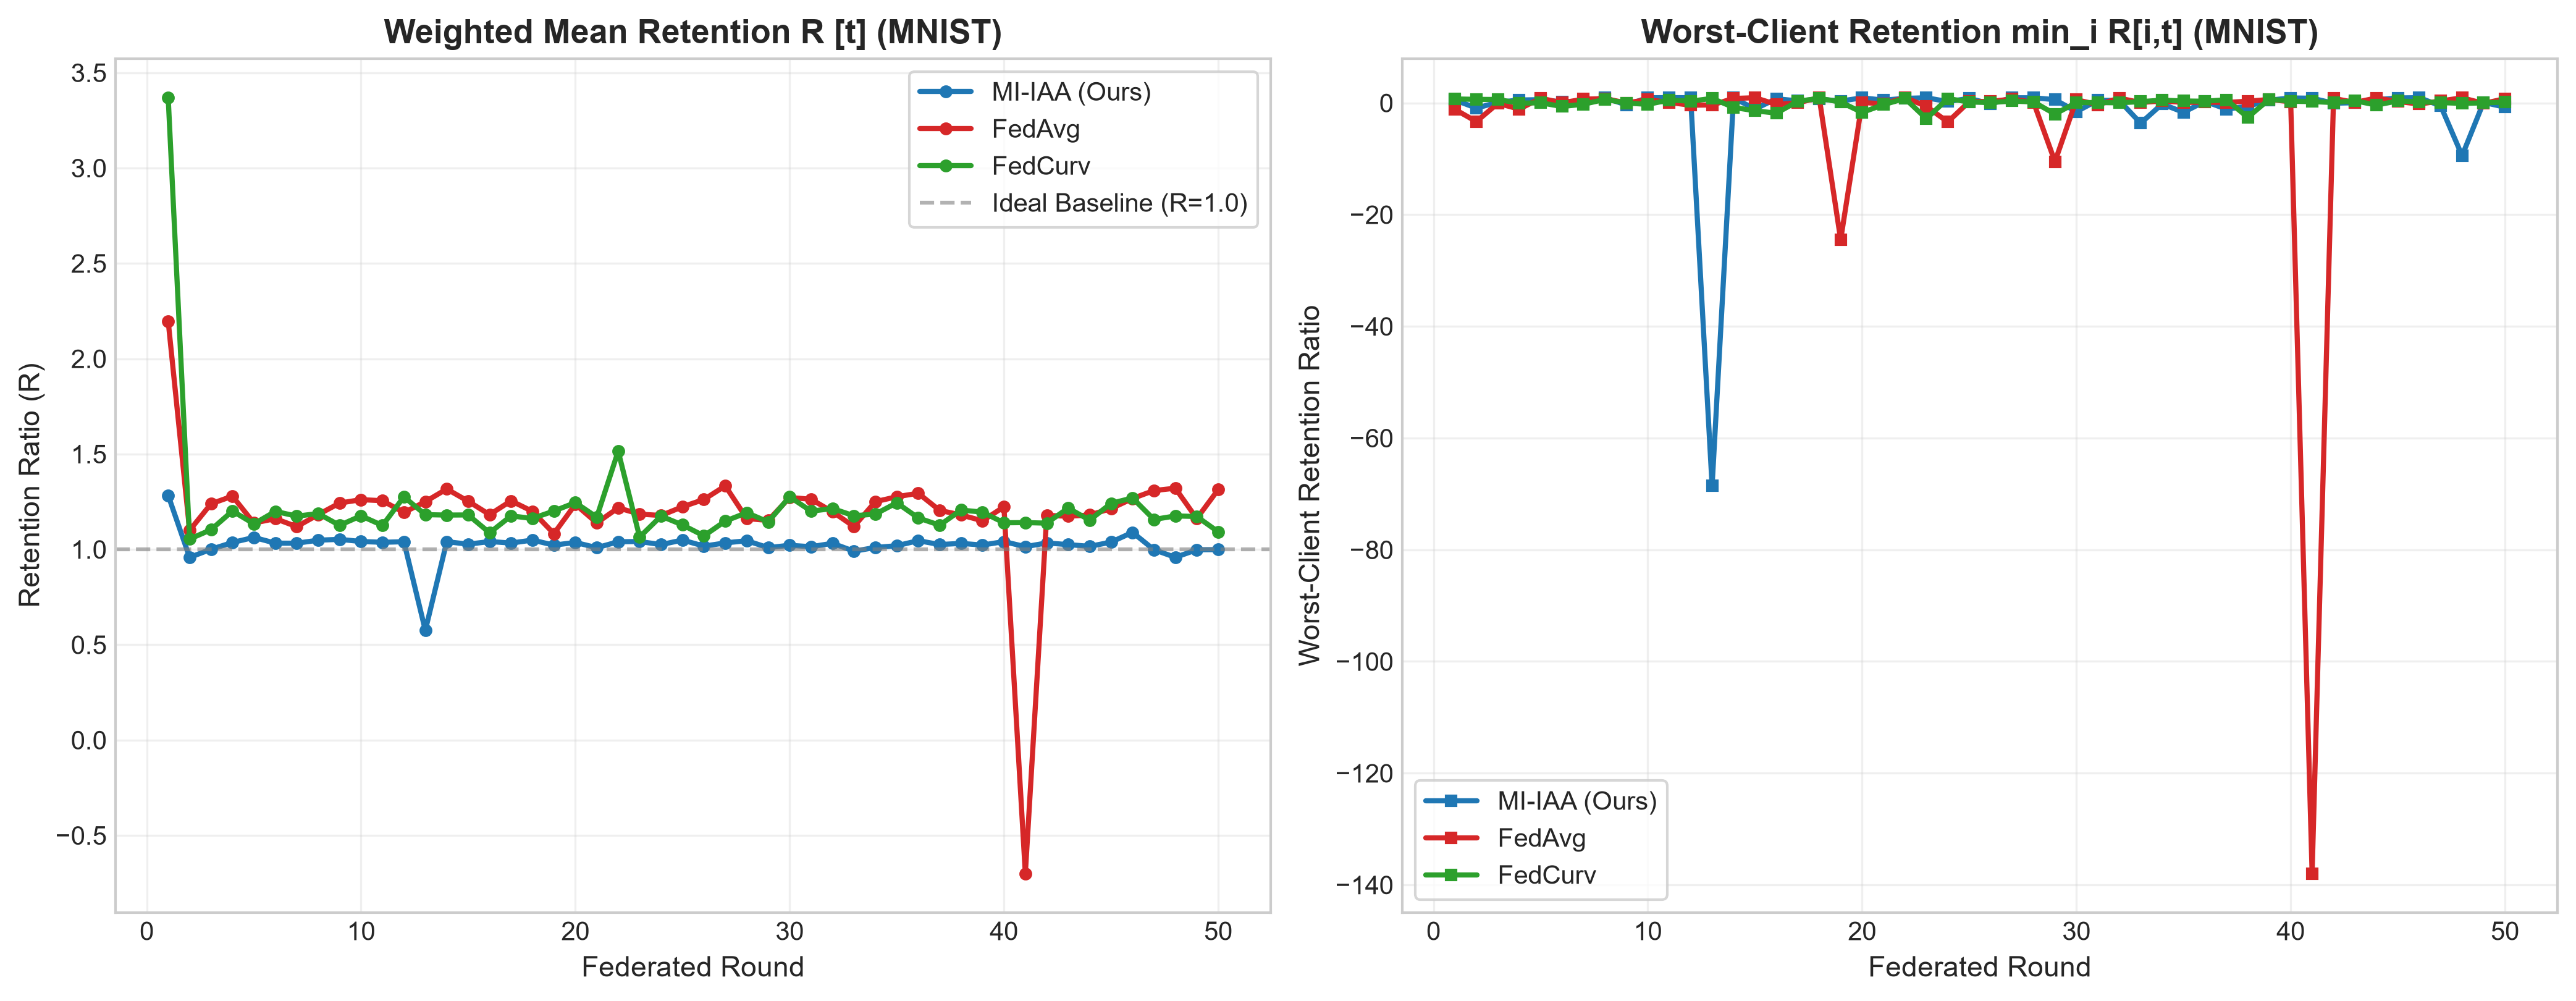 Weighted Mean Retention R [t] (MNIST)
3.5
3.0
2.5
2.0
1.5
1.0
0.5
0.0
−0.5
Retention Ratio (R)
MI-IAA (Ours)
FedAvg
FedCurv
Ideal Baseline (R=1.0)
0
10
20
30
40
50
Federated Round
Worst-Client Retention min_i R[i,t] (MNIST)
0
−20
−40
−60
−80
−100
−120
−140
Worst-Client Retention Ratio
MI-IAA (Ours)
FedAvg
FedCurv
0
10
20
30
40
50
Federated Round